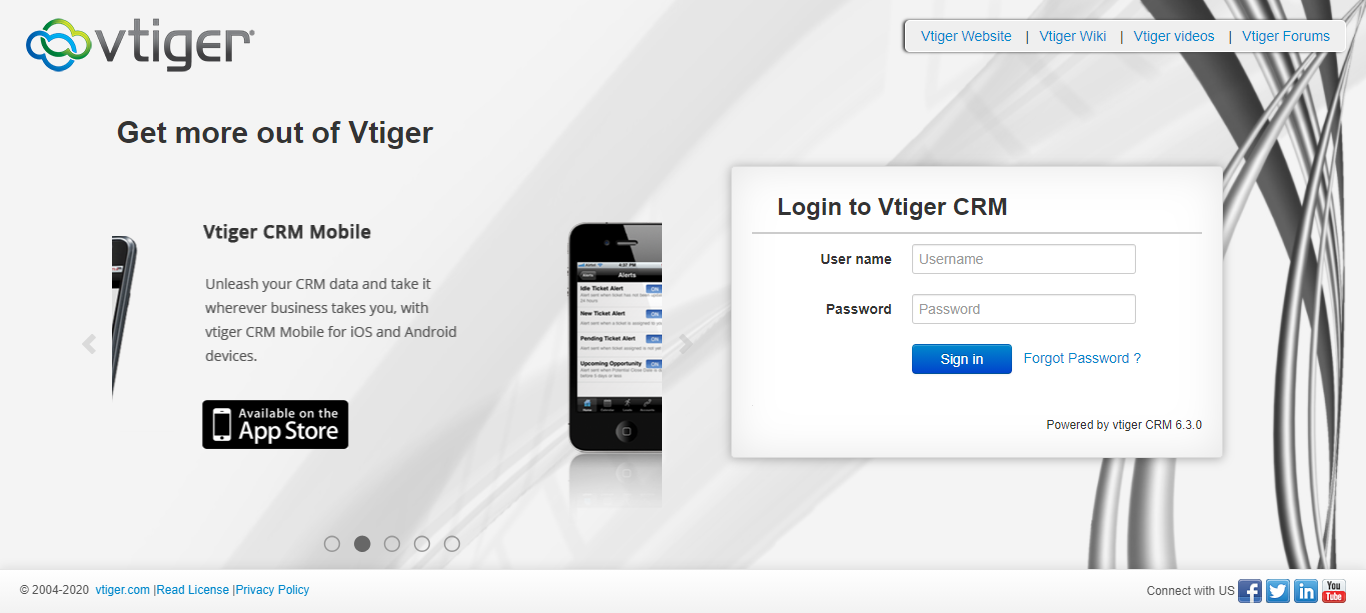 vtiger
Vtiger Website | Vtiger Wiki | Vtiger videos | Vtiger Forums
Get more out of Vtiger
Vtiger CRM Mobile
Unleash your CRM data and take it
wherever business takes you, with
vtiger CRM Mobile for iOS and Android
devices.
Available on the
App Store
4:37 PM
Alerts
Idle Ticket Alert
ON
New Ticket Alert
ON
Pending Ticket Alert
ON
Upcoming Opportunity
ON
Login to Vtiger CRM
User name
Username
Password
Password
Sign in Forgot Password ?
Powered by vtiger CRM 6.3.0
© 2004-2020 vtiger.com |Read License |Privacy Policy
Connect with US
You
Tube